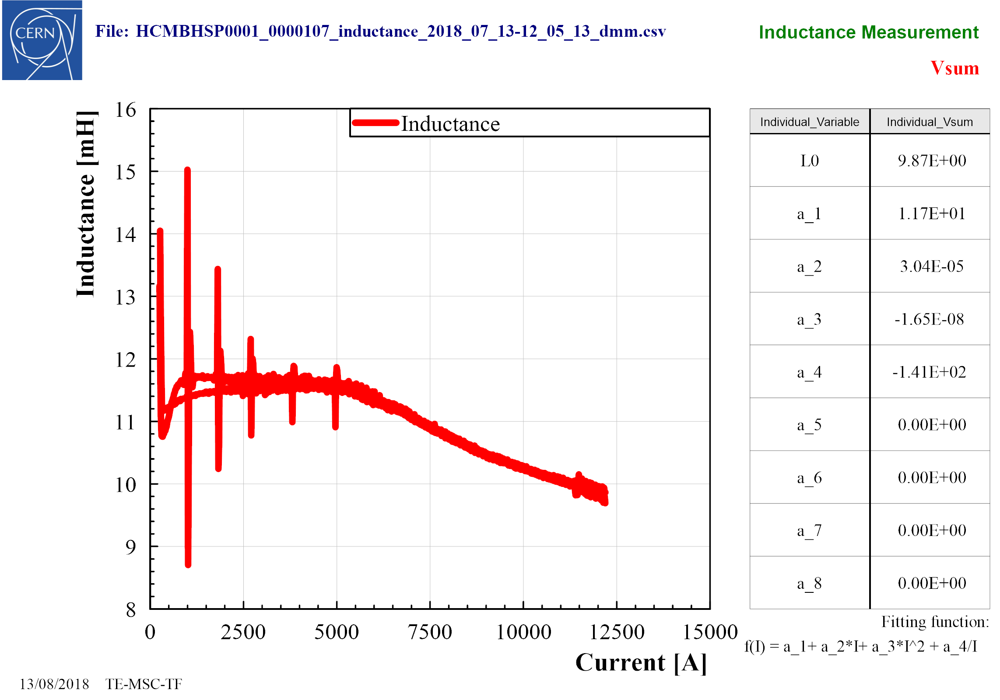 CERN
File: HCMBHSP0001_0000107_inductance_2018_07_13-12_05_13_dmm.csv
Inductance Measurement
Vsum
Inductance [mH]
16
15
14
13
12
11
10
9
8
Inductance
0 2500 5000 7500 10000 12500 15000
Current [A]
Individual_Variable Individual_Vsum
L0 9.87E+00
a_1 1.17E+01
a_2 3.04E-05
a_3 -1.65E-08
a_4 -1.41E+02
a_5 0.00E+00
a_6 0.00E+00
a_7 0.00E+00
a_8 0.00E+00
Fitting function:
f(I) = a_1+ a_2*I+ a_3*I^2 + a_4/I
13/08/2018 TE-MSC-TF